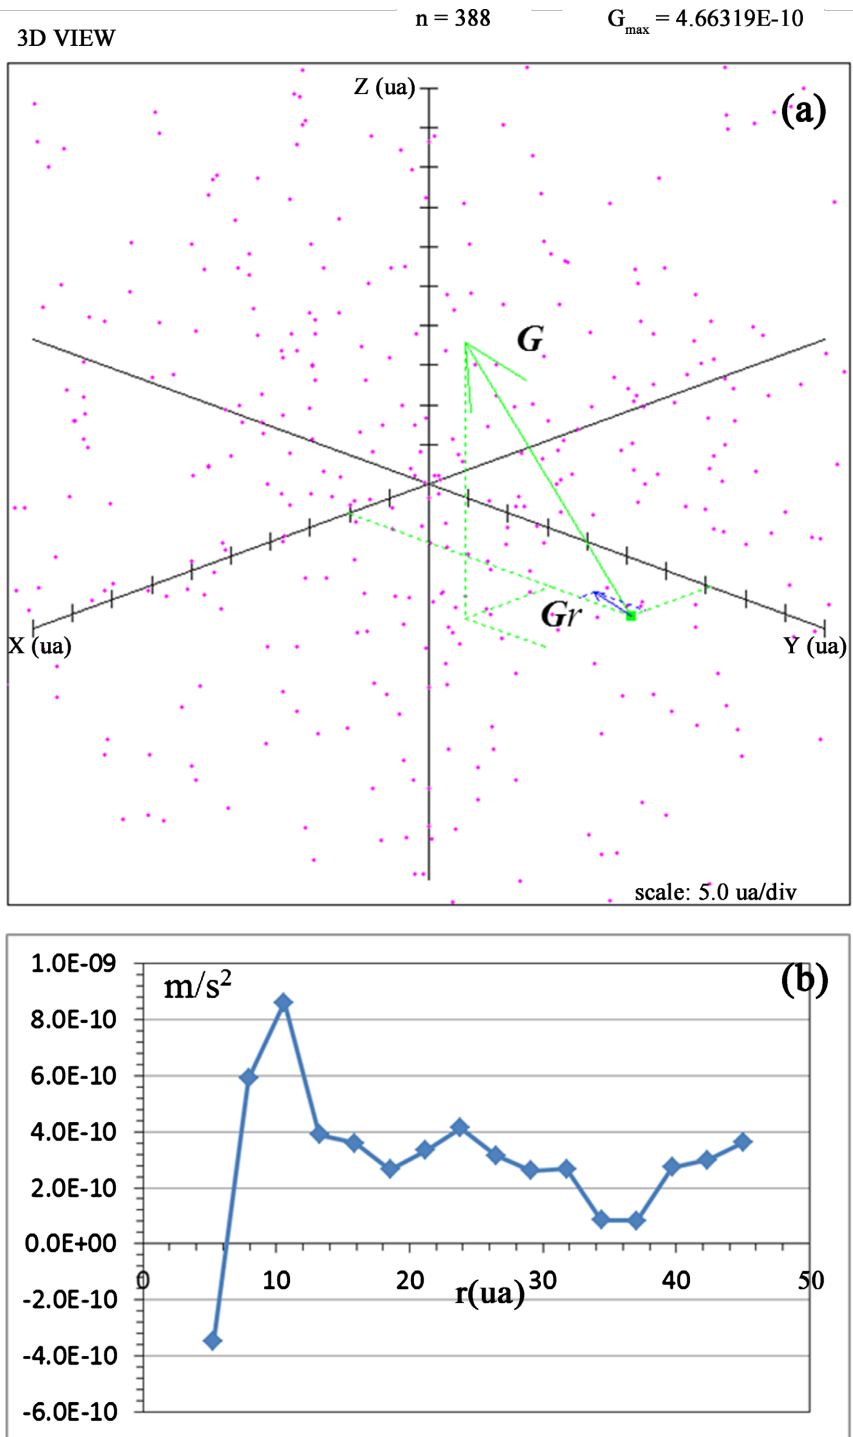 n = 388 Gmax = 4.66319E-10
3D VIEW
Z (ua)
(a)
G
Gr
X (ua)
Y (ua)
scale: 5.0 ua/div
1.0E-09
m/s²
(b)
8.0E-10
6.0E-10
4.0E-10
2.0E-10
0.0E+00
0 10 20 30 40 50
r(ua)
-2.0E-10
-4.0E-10
-6.0E-10